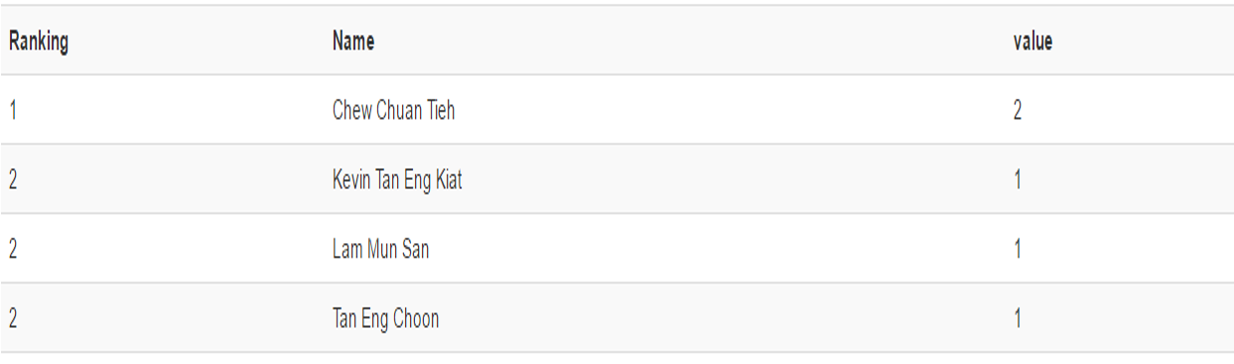 Ranking Name value
1 Chew Chuan Tieh 2
2 Kevin Tan Eng Kiat 1
2 Lam Mun San 1
2 Tan Eng Choon 1